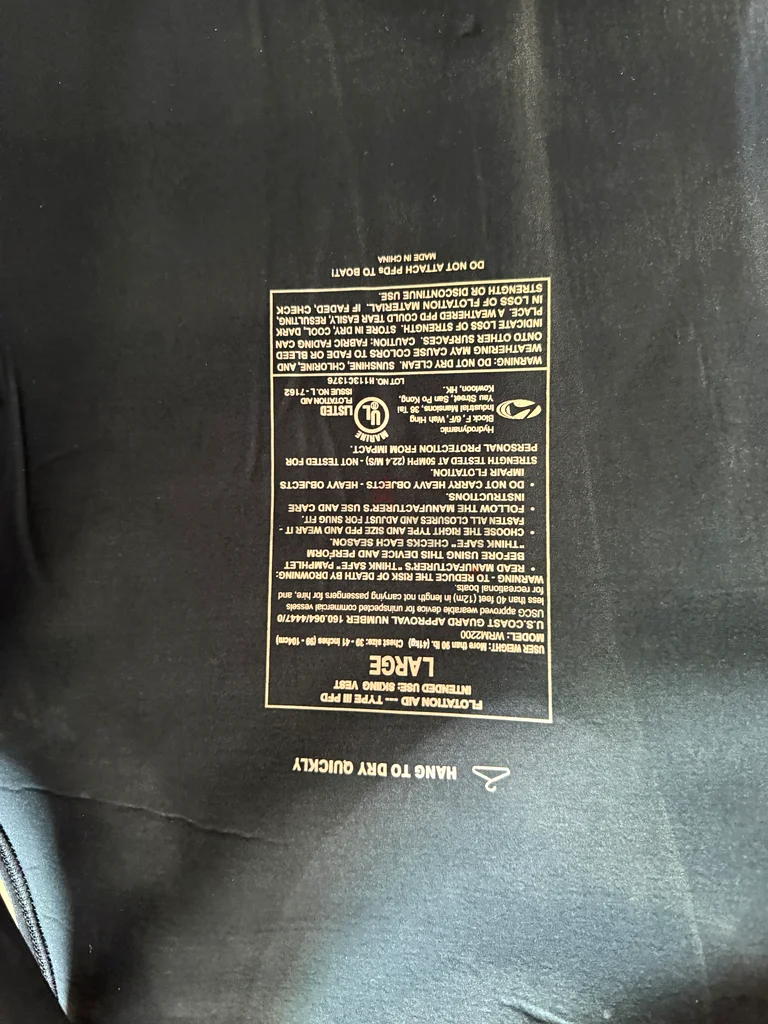 HANG TO DRY QUICKLY
FLOTATION AID --- TYPE III PFD
INTENDED USE: SKIING VEST
LARGE
USER WEIGHT: More than 90 lb. (41kg) Chest size: 39 - 41 inches (99 - 104cm)
MODEL: WRM2200
U.S.COAST GUARD APPROVAL NUMBER 160.064/4447/0
USCG approved wearable device for uninspected commercial vessels
less than 40 feet (12m) in length not carrying passengers for hire, and
for recreational boats.
WARNING - TO REDUCE THE RISK OF DEATH BY DROWNING:
• READ MANUFACTURER'S "THINK SAFE" PAMPHLET
BEFORE USING THIS DEVICE AND PERFORM
"THINK SAFE" CHECKS EACH SEASON.
• CHOOSE THE RIGHT TYPE AND SIZE PFD AND WEAR IT -
FASTEN ALL CLOSURES AND ADJUST FOR SNUG FIT.
• FOLLOW THE MANUFACTURER'S USE AND CARE
INSTRUCTIONS.
• DO NOT CARRY HEAVY OBJECTS - HEAVY OBJECTS
IMPAIR FLOTATION.
STRENGTH TESTED AT 50MPH (22.4 M/S) - NOT TESTED FOR
PERSONAL PROTECTION FROM IMPACT.
Hydrodynamic
Block F, 6/F, Wah Hing
Industrial Mansions, 36 Tai
Yau Street, San Po Kong,
Kowloon, HK.
MARINE
UL
LISTED
FLOTATION AID
ISSUE NO. L - 7162
LOT NO. H113C1376
WARNING: DO NOT DRY CLEAN. SUNSHINE, CHLORINE, AND,
WEATHERING MAY CAUSE COLORS TO FADE OR BLEED
ONTO OTHER SURFACES. CAUTION: FABRIC FADING CAN
INDICATE LOSS OF STRENGTH. STORE IN DRY, COOL, DARK
PLACE. A WEATHERED PFD COULD TEAR EASILY, RESULTING,
IN LOSS OF FLOTATION MATERIAL. IF FADED, CHECK
STRENGTH OR DISCONTINUE USE.
DO NOT ATTACH PFDs TO BOAT!
MADE IN CHINA